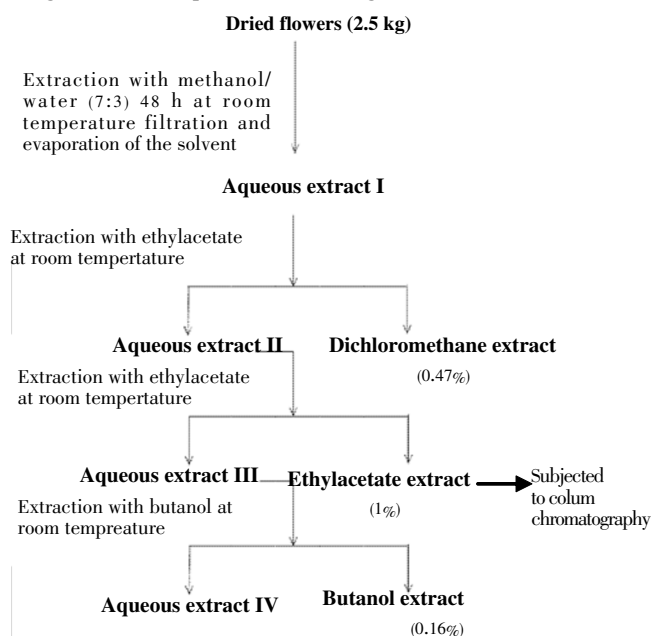 Dried flowers (2.5 kg)
Extraction with methanol/
water (7:3) 48 h at room
temperature filtration and
evaporation of the solvent
Aqueous extract I
Extraction with ethylacetate
at room tempertature
Aqueous extract II
Dichloromethane extract
(0.47%)
Extraction with ethylacetate
at room tempertature
Aqueous extract III
Ethylacetate extract
(1%)
Subjected
to colum
chromatography
Extraction with butanol at
room tempreature
Aqueous extract IV
Butanol extract
(0.16%)